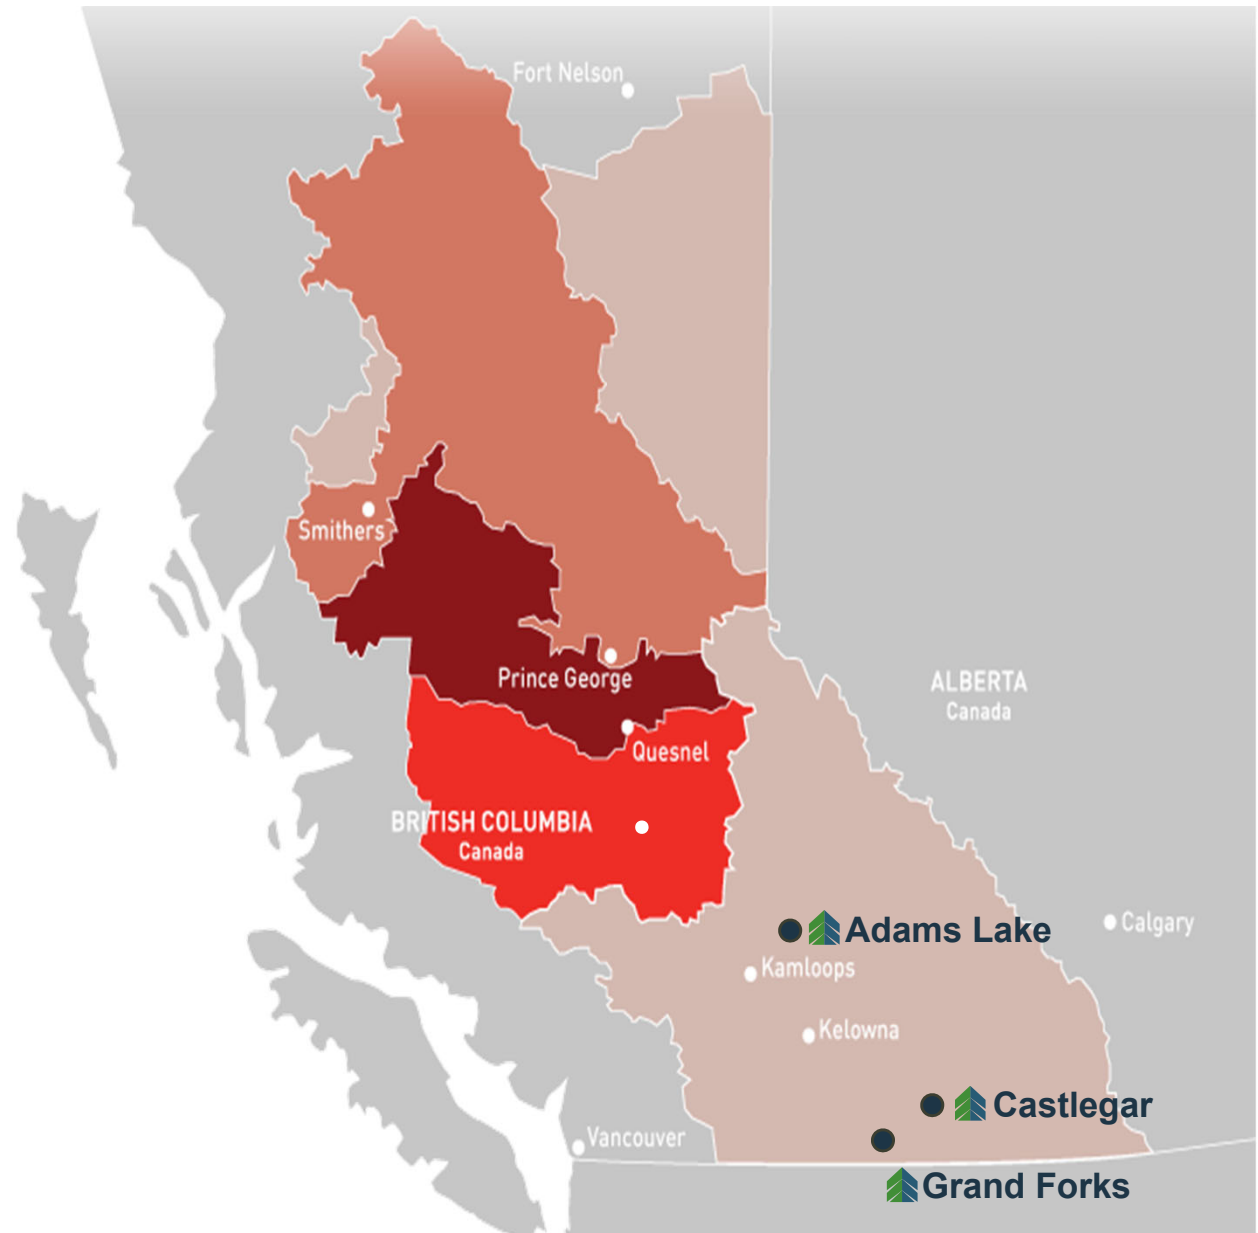 Fort Nelson
Smithers
Prince George
ALBERTA
Canada
Quesnel
BRITISH COLUMBIA
Canada
Adams Lake
Calgary
Kamloops
Kelowna
Castlegar
Vancouver
Grand Forks